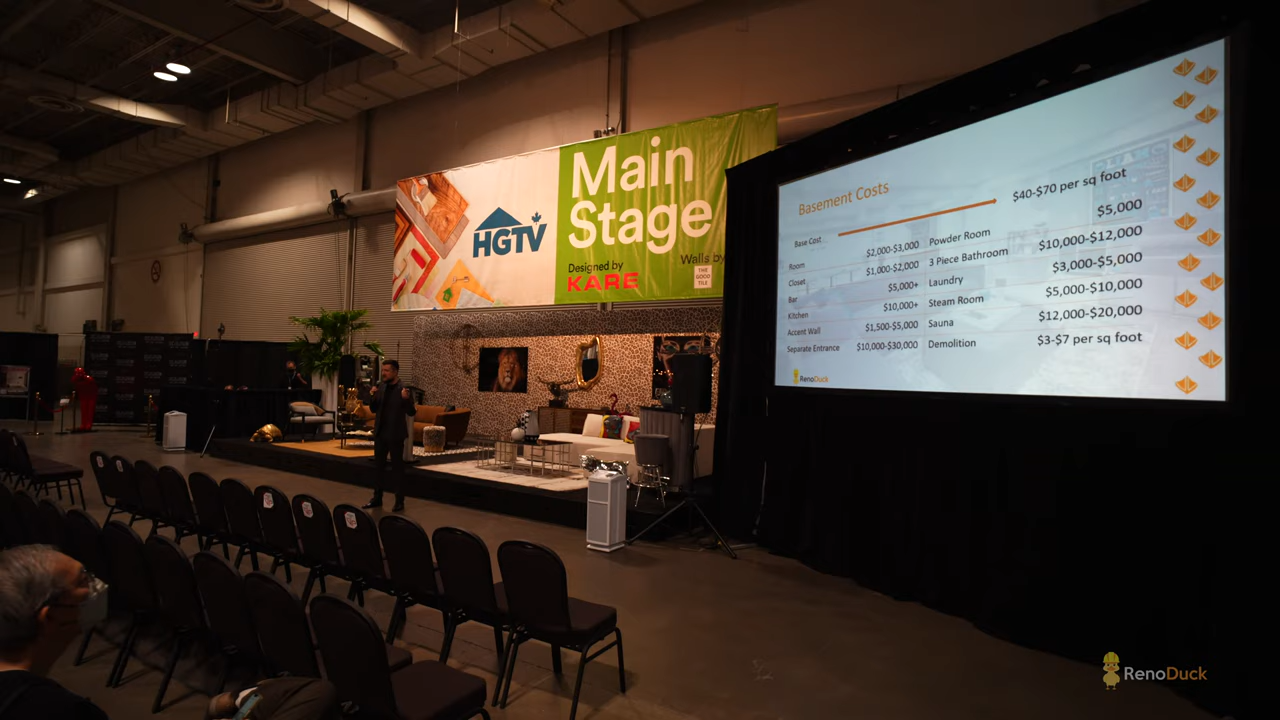 HGTV
Main
Stage
Designed by
KARE
Walls by
THE
GOOD
TILE
Basement Costs
Base Cost $40-$70 per sq foot
Room $2,000-$3,000 Powder Room $5,000
Closet $1,000-$2,000 3 Piece Bathroom $10,000-$12,000
Bar $5,000+ Laundry $3,000-$5,000
Kitchen $10,000+ Steam Room $5,000-$10,000
Accent Wall $1,500-$5,000 Sauna $12,000-$20,000
Separate Entrance $10,000-$30,000 Demolition $3-$7 per sq foot
RenoDuck
RenoDuck